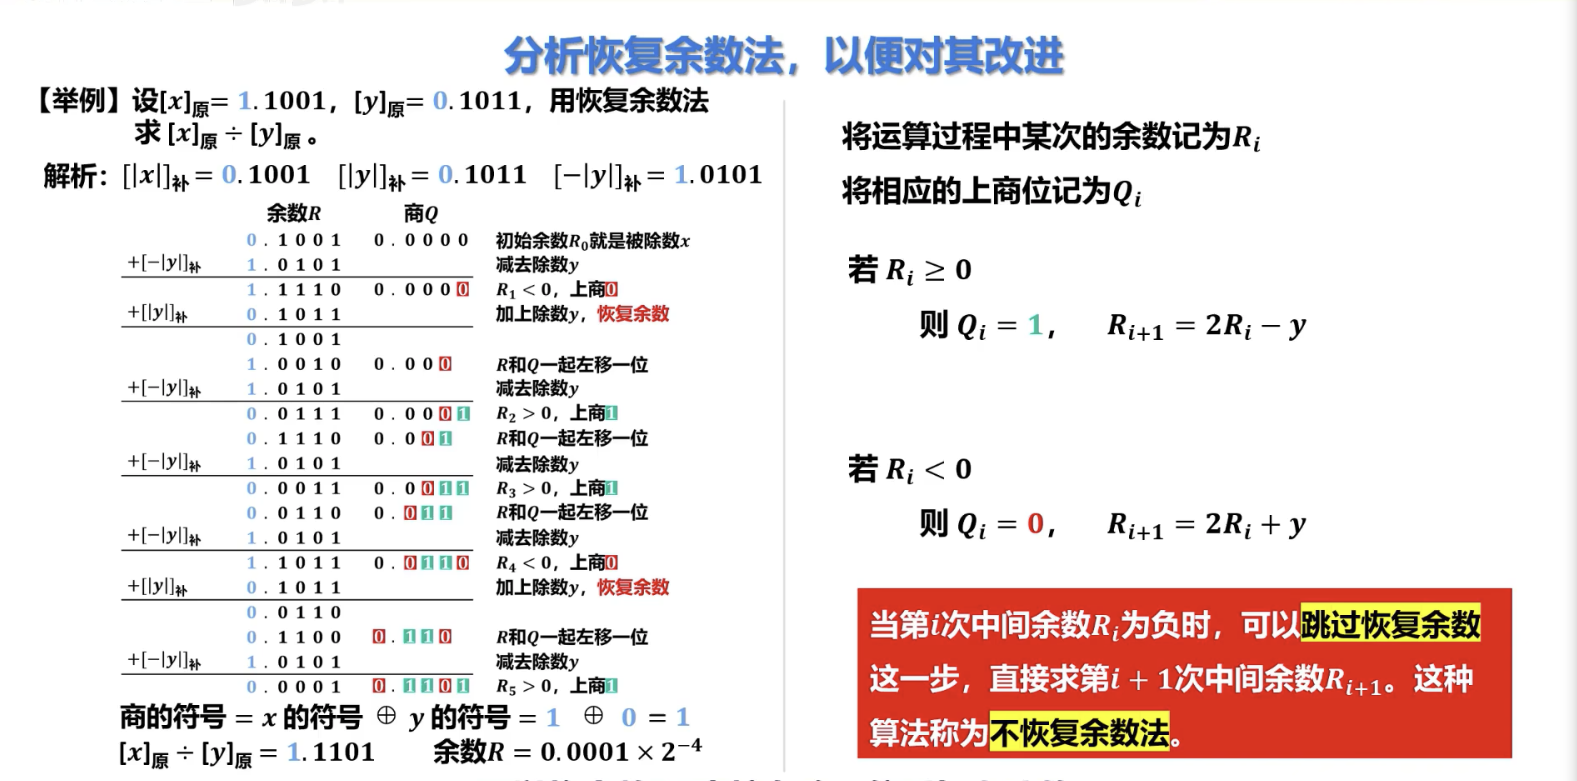 分析恢复余数法，以便对其改进
【举例】设[x]原= 1.1001，[y]原= 0.1011，用恢复余数法
求 [x]原 ÷ [y]原 。
解析：[|x|]补= 0.1001 [|y|]补= 0.1011 [−|y|]补= 1.0101
余数R 商Q
0.1001 0.0000 初始余数R₀就是被除数x
+[−|y|]补 1.0101 减去除数y
1.1110 0.0000 R₁ < 0，上商0
+[|y|]补 0.1011 加上除数y，恢复余数
0.1001
1.0010 0.000 R和Q一起左移一位
+[−|y|]补 1.0101 减去除数y
0.0111 0.0001 R₂ > 0，上商1
0.1110 0.001 R和Q一起左移一位
+[−|y|]补 1.0101 减去除数y
0.0011 0.0011 R₃ > 0，上商1
0.0110 0.011 R和Q一起左移一位
+[−|y|]补 1.0101 减去除数y
1.1011 0.0110 R₄ < 0，上商0
+[|y|]补 0.1011 加上除数y，恢复余数
0.0110
0.1100 0.110 R和Q一起左移一位
+[−|y|]补 1.0101 减去除数y
0.0001 0.1101 R₅ > 0，上商1
商的符号 = x 的符号 ⊕ y 的符号 = 1 ⊕ 0 = 1
[x]原 ÷ [y]原 = 1.1101 余数R = 0.0001 × 2⁻⁴
将运算过程中某次的余数记为Rᵢ
将相应的上商位记为Qᵢ
若 Rᵢ ≥ 0
则 Qᵢ = 1， Rᵢ₊₁ = 2Rᵢ − y
若 Rᵢ < 0
则 Qᵢ = 0， Rᵢ₊₁ = 2Rᵢ + y
当第i次中间余数Rᵢ为负时，可以跳过恢复余数
这一步，直接求第i + 1次中间余数Rᵢ₊₁。这种
算法称为不恢复余数法。